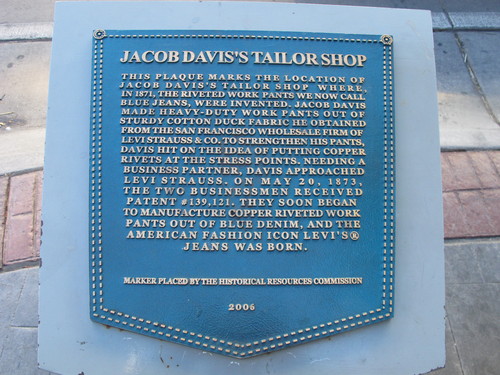 JACOB DAVIS'S TAILOR SHOP
THIS PLAQUE MARKS THE LOCATION OF
JACOB DAVIS'S TAILOR SHOP WHERE,
IN 1871, THE RIVETED WORK PANTS WE NOW CALL
BLUE JEANS, WERE INVENTED. JACOB DAVIS
MADE HEAVY-DUTY WORK PANTS OUT OF
STURDY COTTON DUCK FABRIC HE OBTAINED
FROM THE SAN FRANCISCO WHOLESALE FIRM OF
LEVI STRAUSS & CO. TO STRENGTHEN HIS PANTS,
DAVIS HIT ON THE IDEA OF PUTTING COPPER
RIVETS AT THE STRESS POINTS. NEEDING A
BUSINESS PARTNER, DAVIS APPROACHED
LEVI STRAUSS. ON MAY 20, 1873,
THE TWO BUSINESSMEN RECEIVED
PATENT #139,121. THEY SOON BEGAN
TO MANUFACTURE COPPER RIVETED WORK
PANTS OUT OF BLUE DENIM, AND THE
AMERICAN FASHION ICON LEVI'S®
JEANS WAS BORN.
MARKER PLACED BY THE HISTORICAL RESOURCES COMMISSION
2006